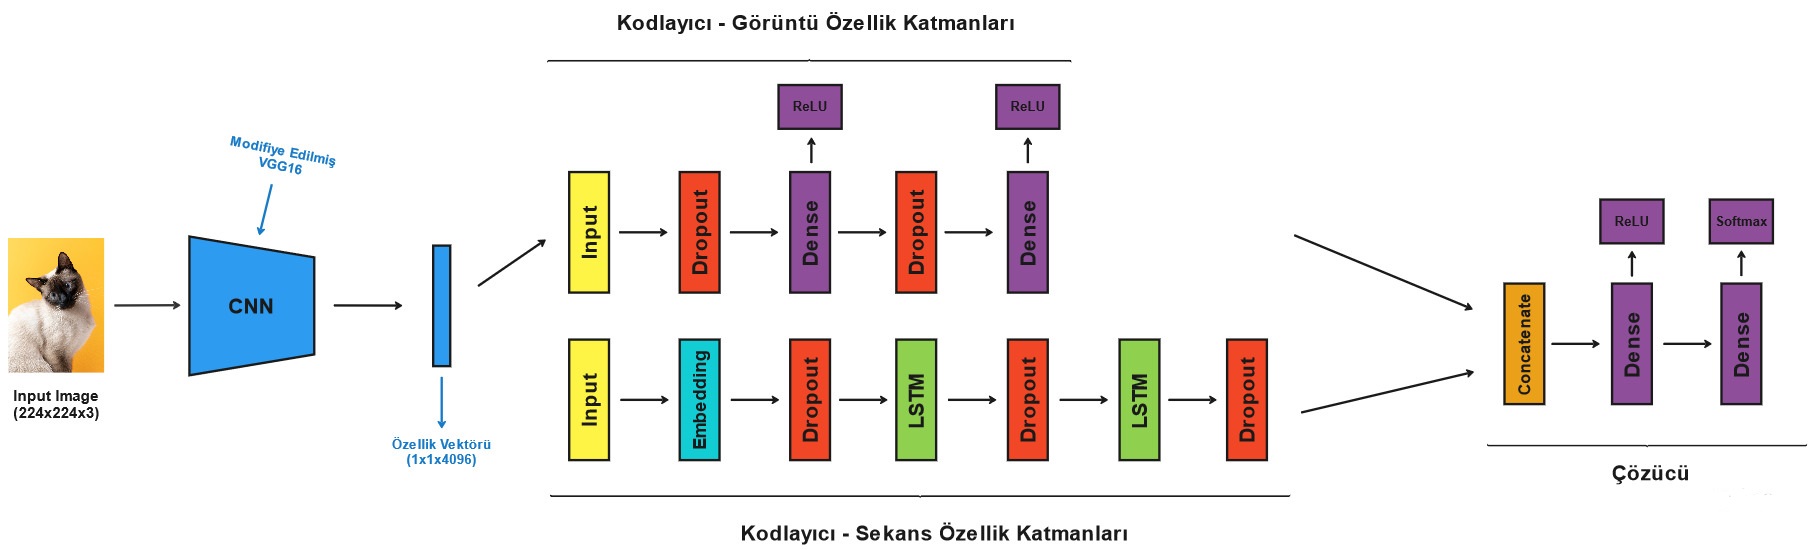 Kodlayıcı - Görüntü Özellik Katmanları
ReLU
ReLU
Modifiye Edilmiş
VGG16
CNN
Input Image
(224x224x3)
Özellik Vektörü
(1x1x4096)
Input
Dropout
Dense
Dropout
Dense
Input
Embedding
Dropout
LSTM
Dropout
LSTM
Dropout
Kodlayıcı - Sekans Özellik Katmanları
ReLU
Softmax
Concatenate
Dense
Dense
Çözücü